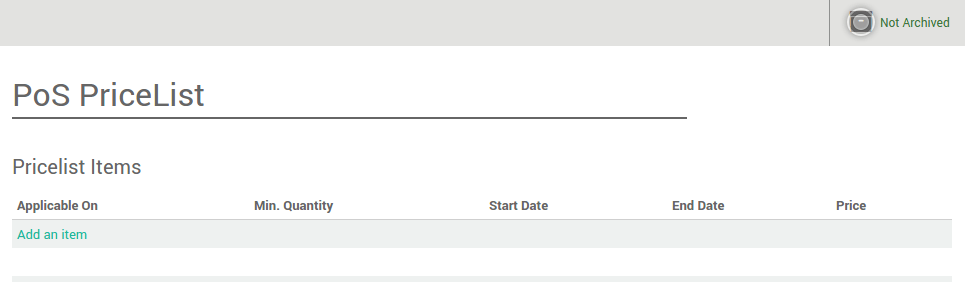 Not Archived
PoS PriceList
Pricelist Items
Applicable On Min. Quantity Start Date End Date Price
Add an item